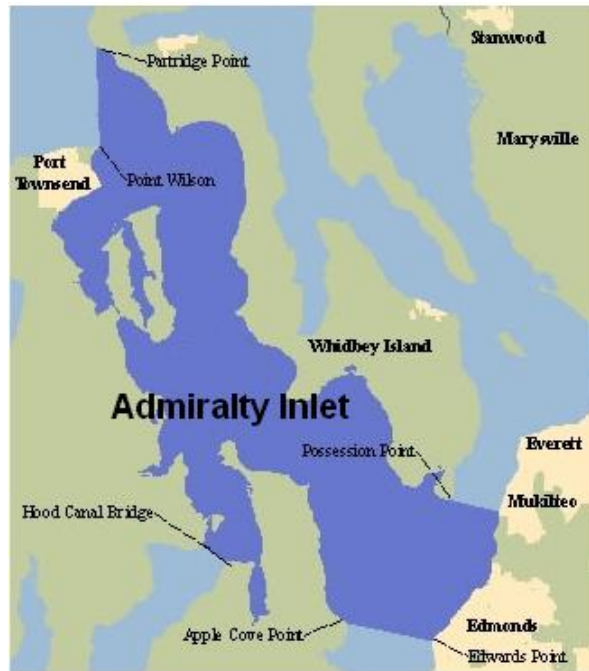 Stanwood
Partridge Point
Marysville
Port
Townsend
Point Wilson
Whidbey Island
Admiralty Inlet
Everett
Possession Point
Mukilteo
Hood Canal Bridge
Edmonds
Apple Cove Point
Edwards Point